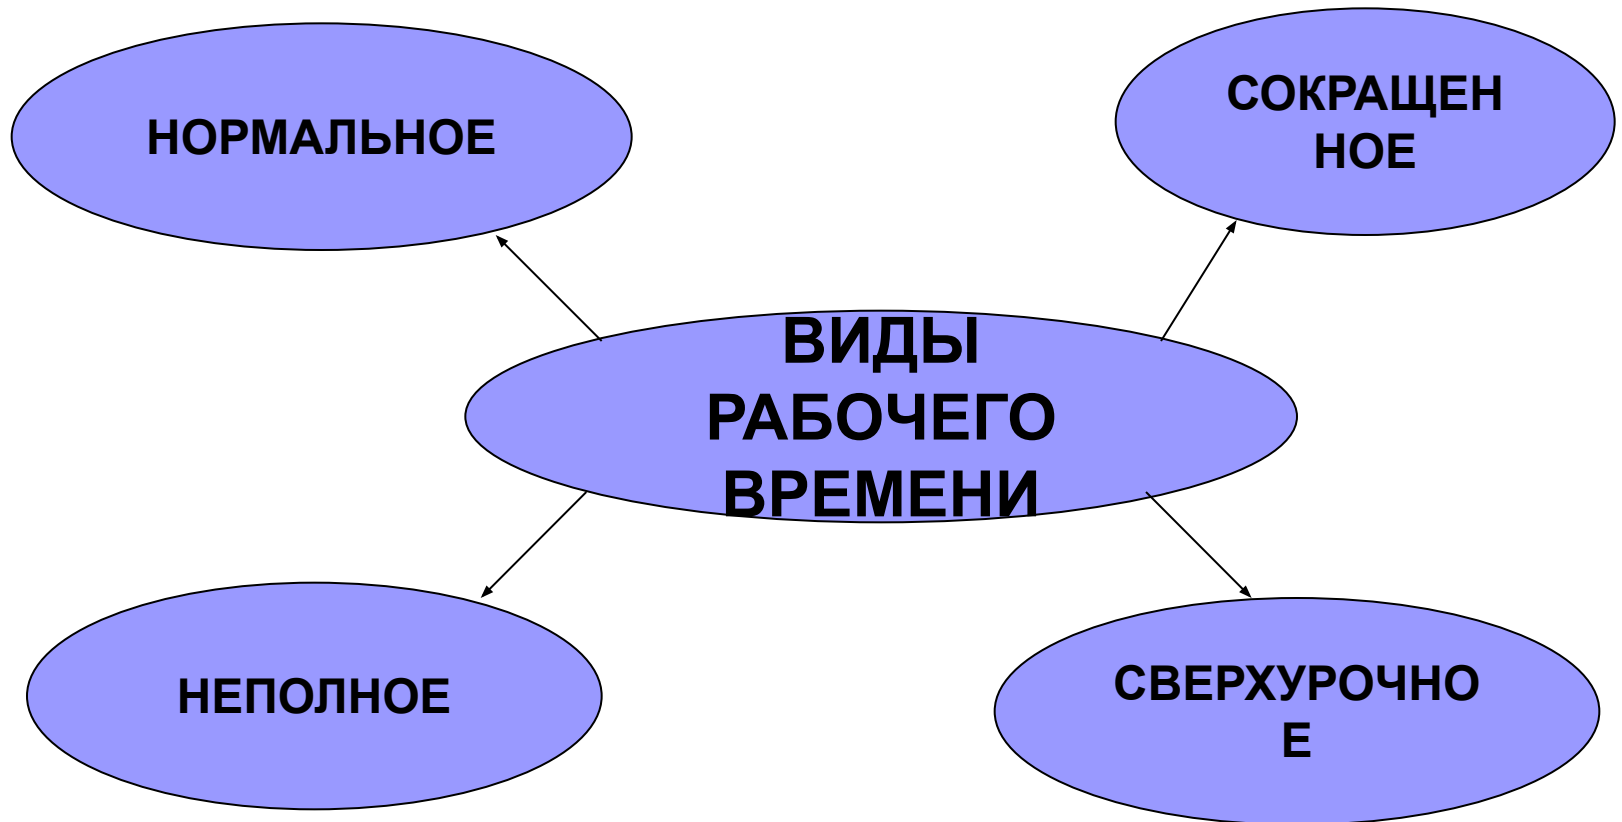 НОРМАЛЬНОЕ
СОКРАЩЕН
НОЕ
ВИДЫ
РАБОЧЕГО
ВРЕМЕНИ
НЕПОЛНОЕ
СВЕРХУРОЧНО
Е